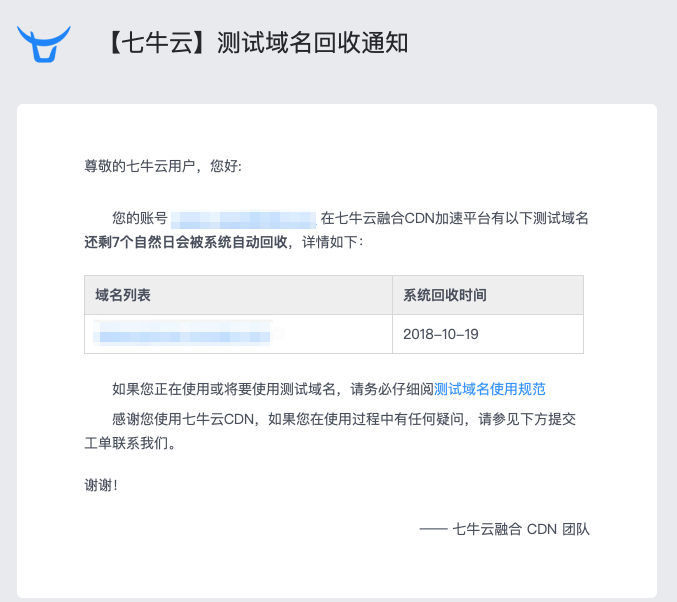 【七牛云】测试域名回收通知
尊敬的七牛云用户，您好:
您的账号 在七牛云融合CDN加速平台有以下测试域名
还剩7个自然日会被系统自动回收，详情如下：
域名列表 系统回收时间
2018-10-19
如果您正在使用或将要使用测试域名，请务必仔细阅测试域名使用规范
感谢您使用七牛云CDN，如果您在使用过程中有任何疑问，请参见下方提交
工单联系我们。
谢谢！
—— 七牛云融合 CDN 团队